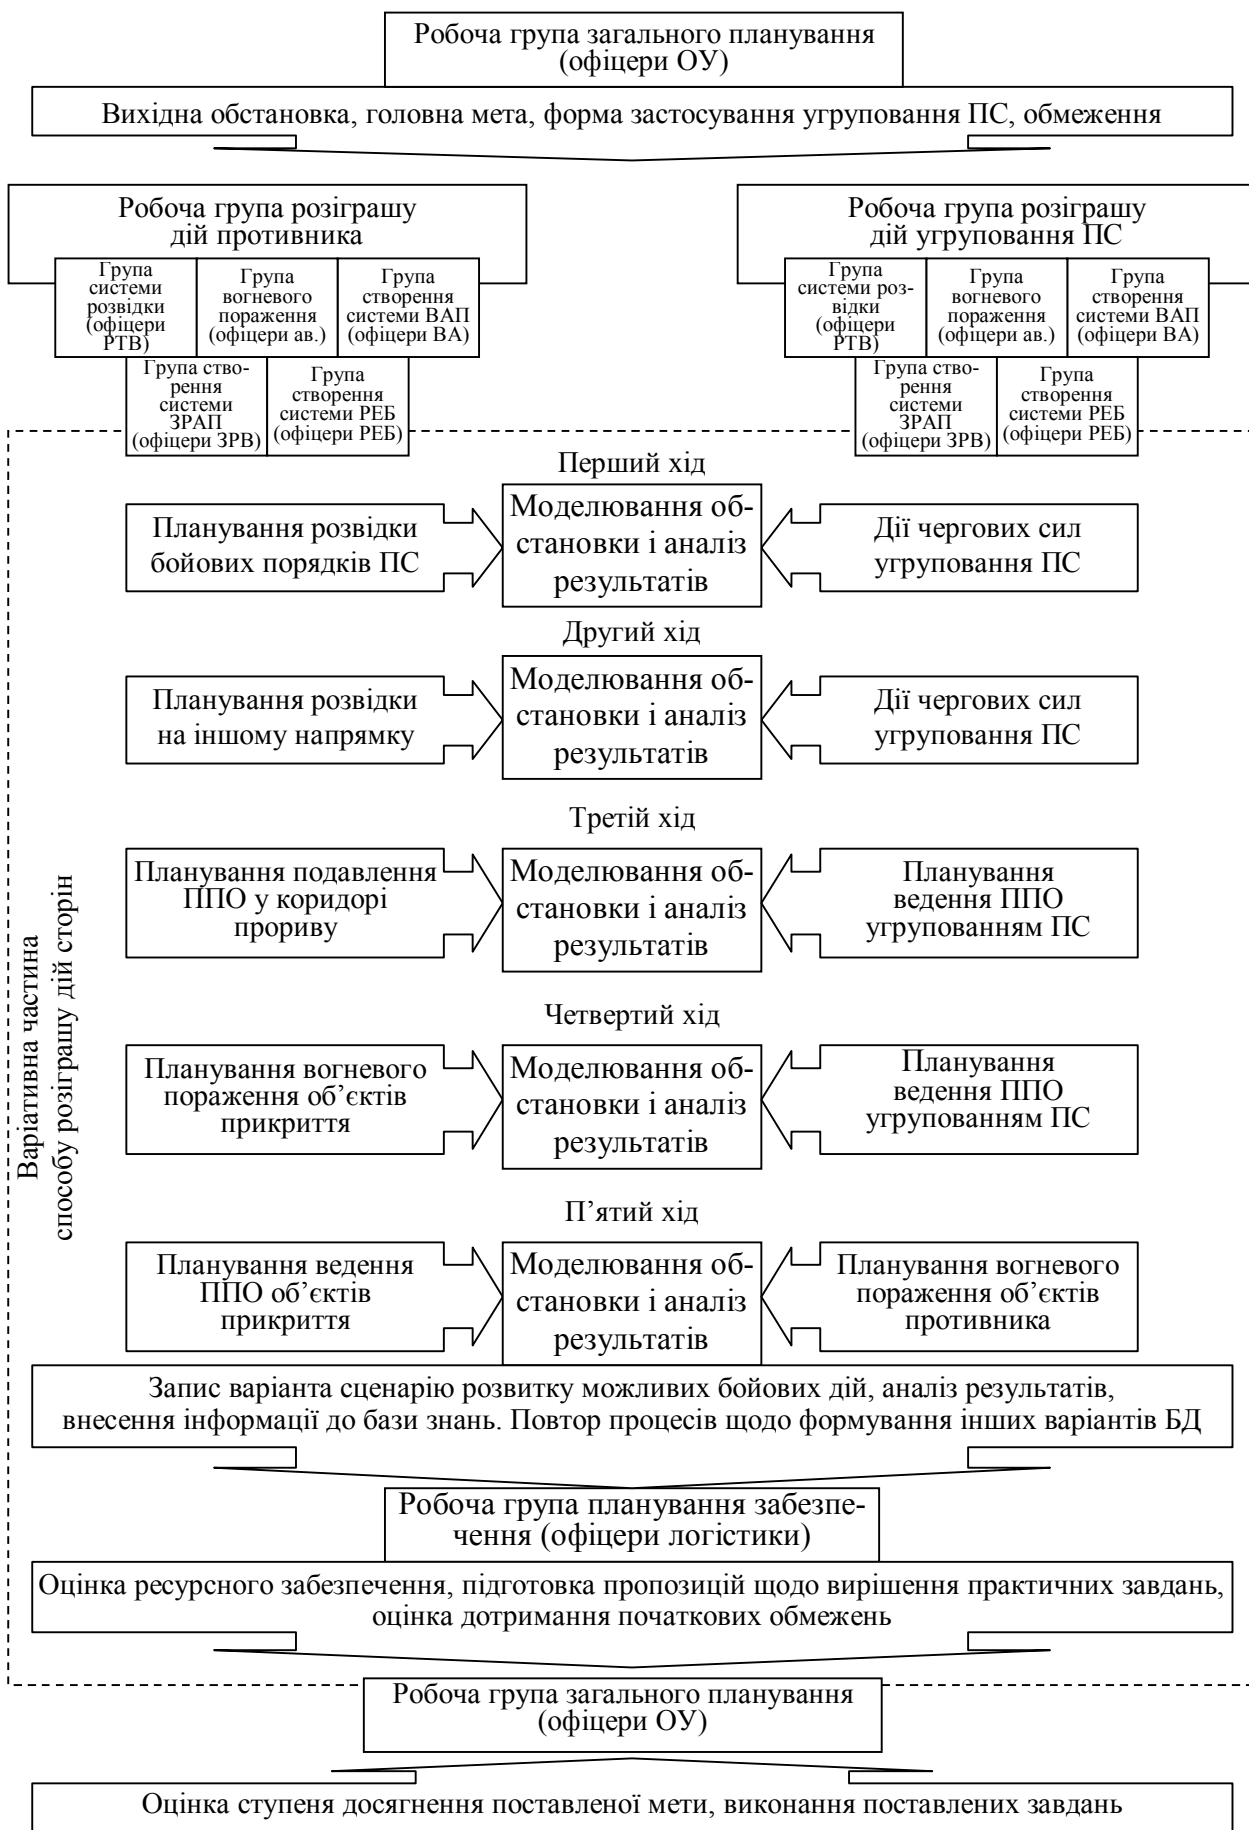 Робоча група загального планування
(офіцери ОУ)
Вихідна обстановка, головна мета, форма застосування угруповання ПС, обмеження
Робоча група розіграшу
дій противника
Група
системи
розвідки
(офіцери
РТВ)
Група
вогневого
пораження
(офіцери ав.)
Група
створення
системи ВАП
(офіцери ВА)
Група ство-
рення
системи
ЗРАП
(офіцери ЗРВ)
Група
створення
системи РЕБ
(офіцери РЕБ)
Робоча група розіграшу
дій угруповання ПС
Група
системи роз-
відки
(офіцери
РТВ)
Група
вогневого
пораження
(офіцери ав.)
Група
створення
системи ВАП
(офіцери ВА)
Група ство-
рення
системи
ЗРАП
(офіцери ЗРВ)
Група
створення
системи РЕБ
(офіцери РЕБ)
Варіативна частина
способу розіграшу дій сторін
Перший хід
Планування розвідки
бойових порядків ПС
Моделювання об-
становки і аналіз
результатів
Дії чергових сил
угруповання ПС
Другий хід
Планування розвідки
на іншому напрямку
Моделювання об-
становки і аналіз
результатів
Дії чергових сил
угруповання ПС
Третій хід
Планування подавлення
ППО у коридорі
прориву
Моделювання об-
становки і аналіз
результатів
Планування
ведення ППО
угрупованням ПС
Четвертий хід
Планування вогневого
пораження об’єктів
прикриття
Моделювання об-
становки і аналіз
результатів
Планування
ведення ППО
угрупованням ПС
П’ятий хід
Планування ведення
ППО об’єктів
прикриття
Моделювання об-
становки і аналіз
результатів
Планування вогневого
пораження об’єктів
противника
Запис варіанта сценарію розвитку можливих бойових дій, аналіз результатів,
внесення інформації до бази знань. Повтор процесів щодо формування інших варіантів БД
Робоча група планування забезпе-
чення (офіцери логістики)
Оцінка ресурсного забезпечення, підготовка пропозицій щодо вирішення практичних завдань,
оцінка дотримання початкових обмежень
Робоча група загального планування
(офіцери ОУ)
Оцінка ступеня досягнення поставленої мети, виконання поставлених завдань